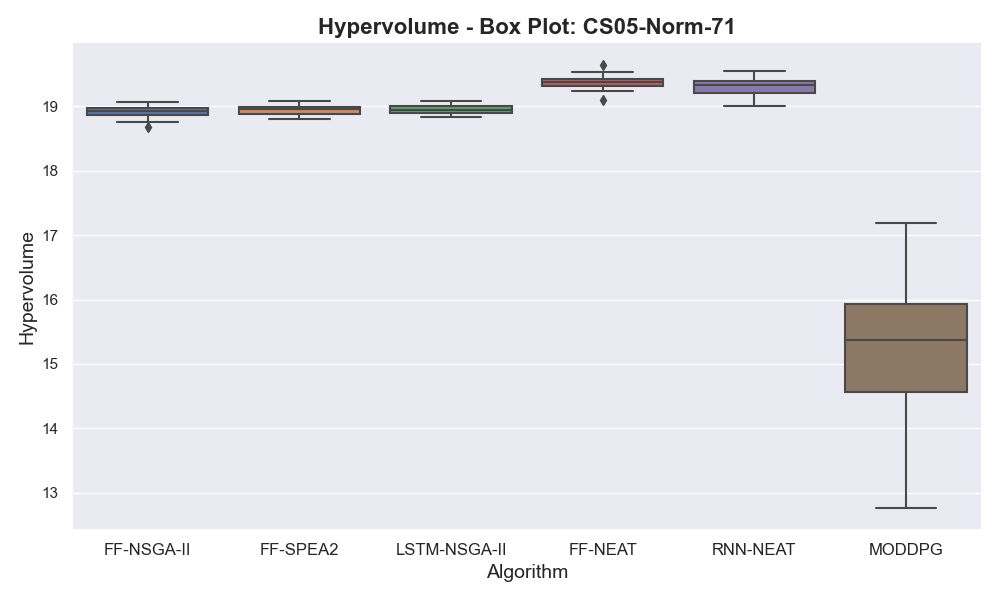 Hypervolume - Box Plot: CS05-Norm-71
Hypervolume
19
18
17
16
15
14
13
FF-NSGA-II FF-SPEA2 LSTM-NSGA-II FF-NEAT RNN-NEAT MODDPG
Algorithm